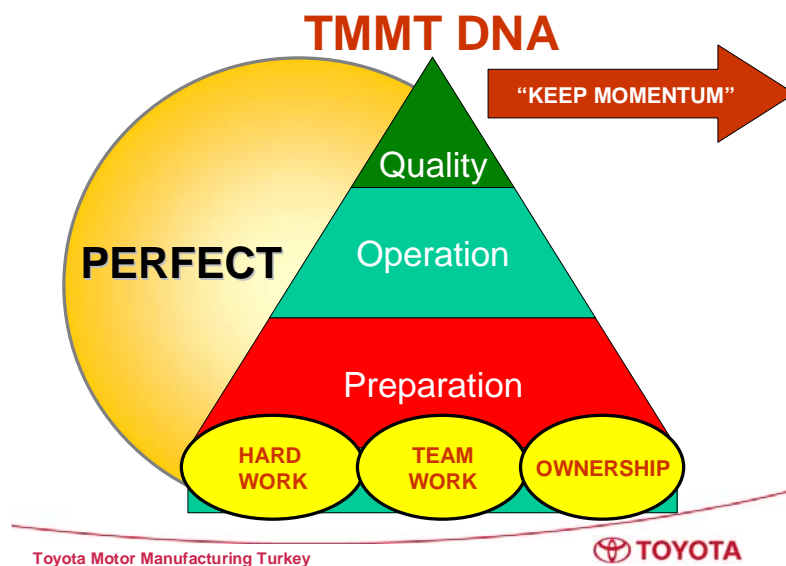 TMMT DNA
“KEEP MOMENTUM”
Quality
PERFECT
Operation
Preparation
HARD
WORK
TEAM
WORK
OWNERSHIP
Toyota Motor Manufacturing Turkey
TOYOTA